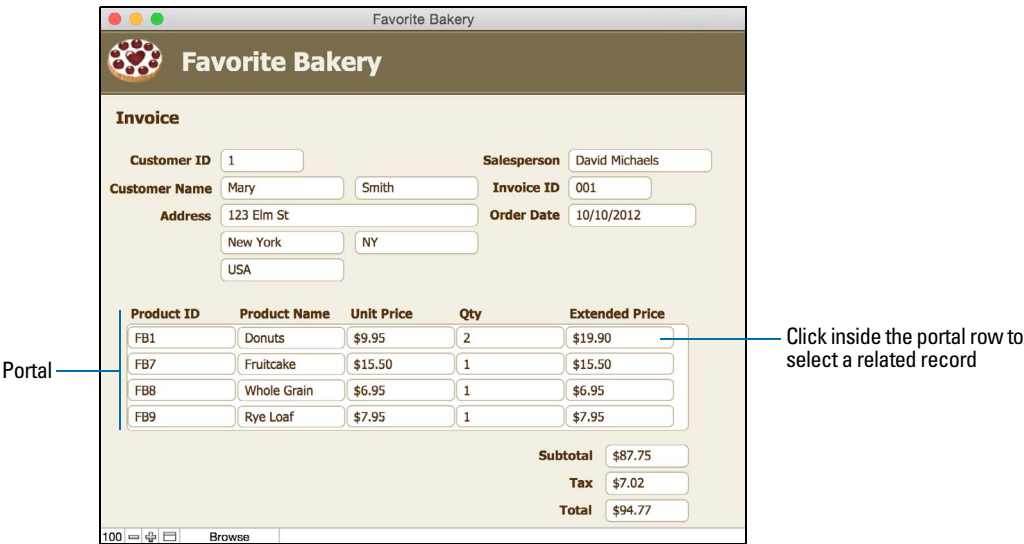 Favorite Bakery
Favorite Bakery
Invoice
Customer ID 1 Salesperson David Michaels
Customer Name Mary Smith Invoice ID 001
Address 123 Elm St Order Date 10/10/2012
New York NY
USA
Product ID Product Name Unit Price Qty Extended Price
FB1 Donuts $9.95 2 $19.90
FB7 Fruitcake $15.50 1 $15.50
FB8 Whole Grain $6.95 1 $6.95
FB9 Rye Loaf $7.95 1 $7.95
Portal
Click inside the portal row to
select a related record
Subtotal $87.75
Tax $7.02
Total $94.77
100 Browse